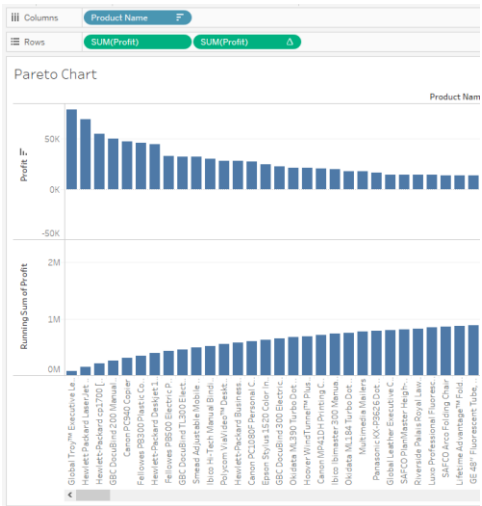 Columns
Product Name
Rows
SUM(Profit)
SUM(Profit)
Pareto Chart
Product Nam
Profit
50K
0K
-50K
Running Sum of Profit
2M
1M
0M
Global Troy™ Executive Le..
Hewlett-Packard LaserJet ..
Hewlett-Packard cp1700 [..
GBC DocuBind 200 Manual..
Canon PC940 Copier
Fellowes PB300 Plastic Co..
Hewlett-Packard Deskjet 1..
Fellowes PB500 Electric P..
GBC DocuBind TL300 Elect..
Smead Adjustable Mobile ..
Ibico Hi-Tech Manual Bindi..
Polycom ViaVideo™ Deskt..
Hewlett-Packard Business..
Canon PC1080F Personal C..
Epson Stylus 1520 Color In..
GBC DocuBind 300 Electric..
Okidata ML390 Turbo Dot..
Hoover WindTunnel™ Plus..
Canon MP41DH Printing C..
Ibico Ibimaster 300 Manua..
Okidata ML184 Turbo Dot..
Multimedia Mailers
Panasonic KX-P3626 Dot..
Global Leather Executive C..
SAFCO PlanMaster Heigh..
Riverside Palais Royal Law..
Luxo Professional Fluoresc..
SAFCO Arco Folding Chair
Lifetime Advantage™ Fold..
GE 48" Fluorescent Tube, ..